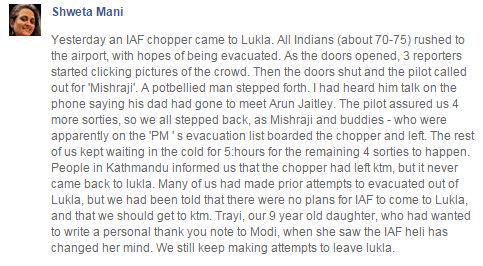 Shweta Mani
Yesterday an IAF chopper came to Lukla. All Indians (about 70-75) rushed to
the airport, with hopes of being evacuated. As the doors opened, 3 reporters
started clicking pictures of the crowd. Then the doors shut and the pilot called
out for 'Mishraji'. A potbellied man stepped forth. I had heard him talk on the
phone saying his dad had gone to meet Arun Jaitley. The pilot assured us 4
more sorties, so we all stepped back, as Mishraji and buddies - who were
apparently on the 'PM ' s evacuation list boarded the chopper and left. The rest
of us kept waiting in the cold for 5:hours for the remaining 4 sorties to happen.
People in Kathmandu informed us that the chopper had left ktm, but it never
came back to lukla. Many of us had made prior attempts to evacuated out of
Lukla, but we had been told that there were no plans for IAF to come to Lukla,
and that we should get to ktm. Trayi, our 9 year old daughter, who had wanted
to write a personal thank you note to Modi, when she saw the IAF heli has
changed her mind. We still keep making attempts to leave lukla.